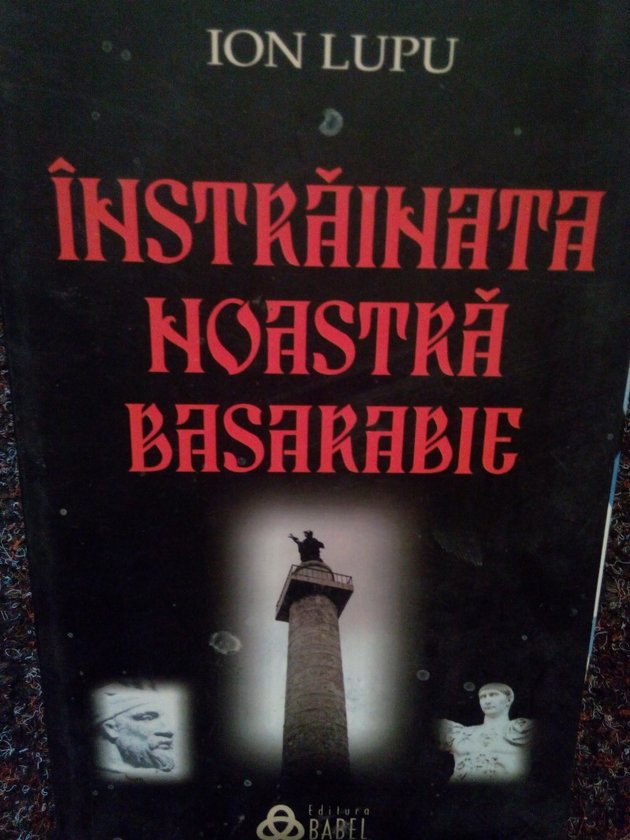 ION LUPU
ÎNSTRĂINATA
NOASTRĂ
BASARABIE
Editura
BABEL